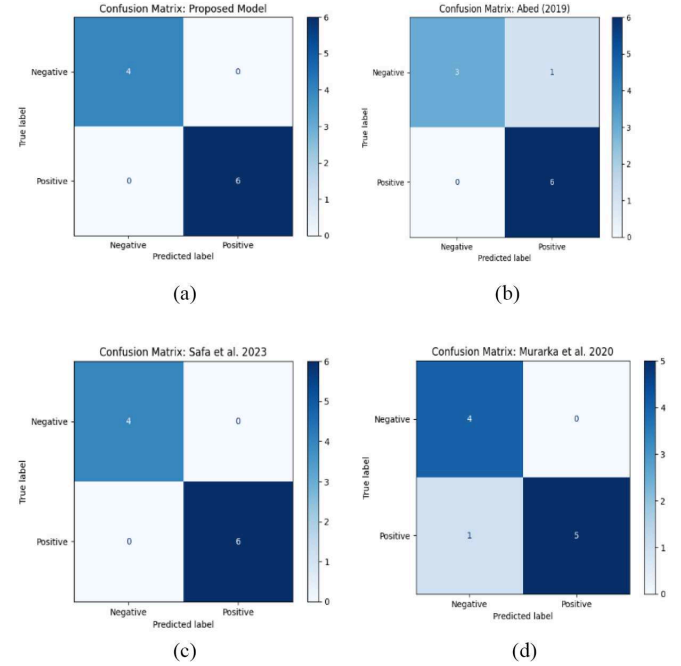 Confusion Matrix: Proposed Model
Negative
Positive
True label
4
0
0
6
Negative
Positive
Predicted label
6
5
4
3
2
1
0
(a)
Confusion Matrix: Abed (2019)
Negative
Positive
True label
3
1
0
6
Negative
Positive
Predicted label
6
5
4
3
2
1
0
(b)
Confusion Matrix: Safa et al. 2023
Negative
Positive
True label
4
0
0
6
Negative
Positive
Predicted label
6
5
4
3
2
1
0
(c)
Confusion Matrix: Murarka et al. 2020
Negative
Positive
True label
4
0
1
5
Negative
Positive
Predicted label
5
4
3
2
1
0
(d)